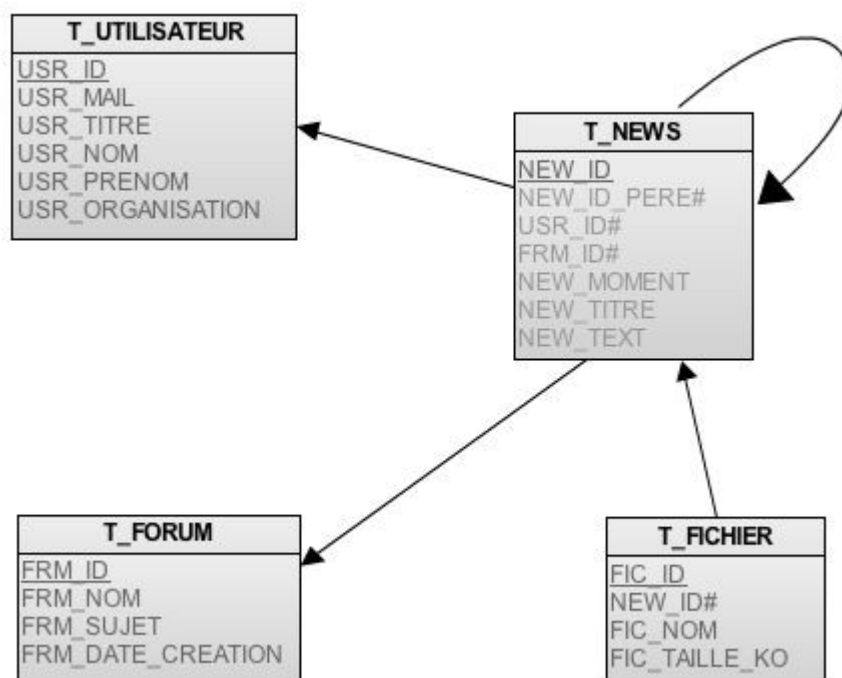 T_UTILISATEUR
USR_ID
USR_MAIL
USR_TITRE
USR_NOM
USR_PRENOM
USR_ORGANISATION
T_NEWS
NEW_ID
NEW_ID_PERE#
USR_ID#
FRM_ID#
NEW_MOMENT
NEW_TITRE
NEW_TEXT
T_FORUM
FRM_ID
FRM_NOM
FRM_SUJET
FRM_DATE_CREATION
T_FICHIER
FIC_ID
NEW_ID#
FIC_NOM
FIC_TAILLE_KO